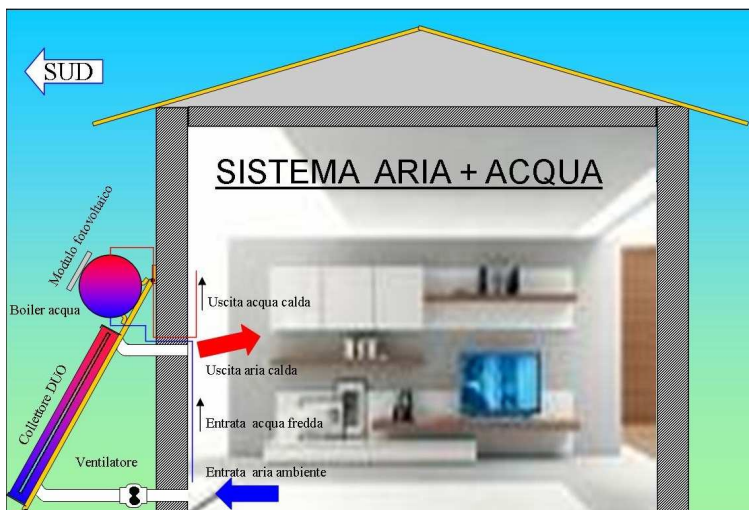 SUD
SISTEMA ARIA + ACQUA
Modulo fotovoltaico
Boiler acqua
Uscita acqua calda
Uscita aria calda
Collettore DUO
Entrata acqua fredda
Ventilatore
Entrata aria ambiente